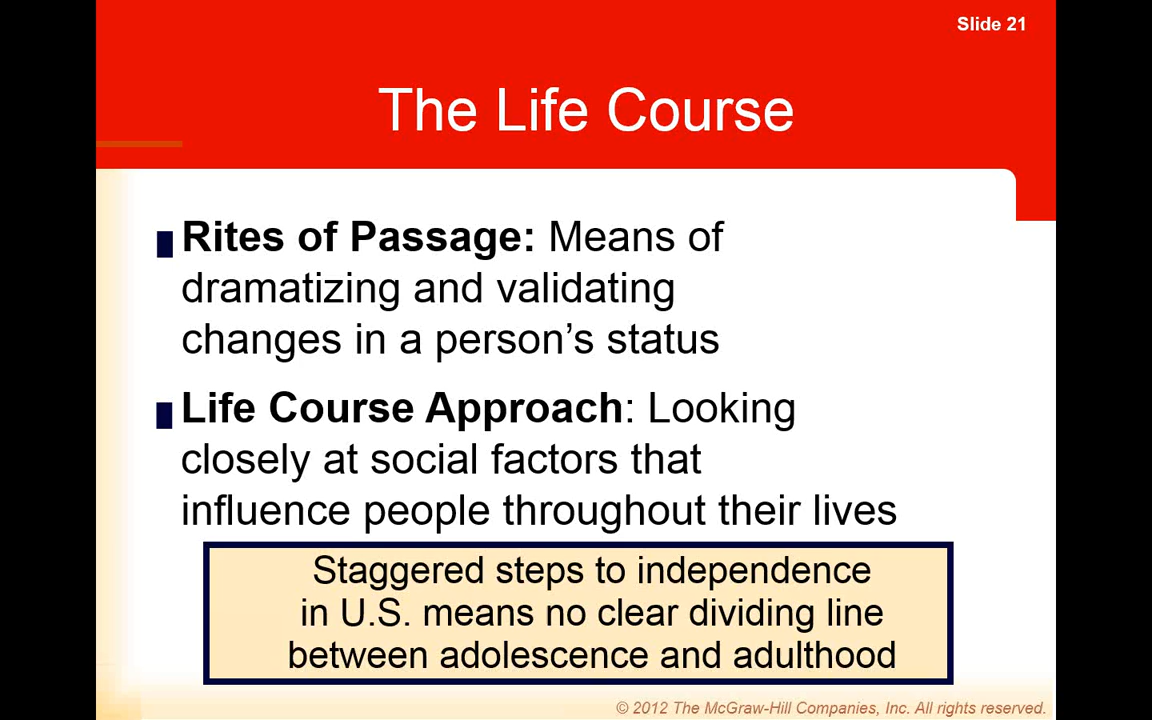 Slide 21
The Life Course
Rites of Passage: Means of
dramatizing and validating
changes in a person’s status
Life Course Approach: Looking
closely at social factors that
influence people throughout their lives
Staggered steps to independence
in U.S. means no clear dividing line
between adolescence and adulthood
© 2012 The McGraw-Hill Companies, Inc. All rights reserved.